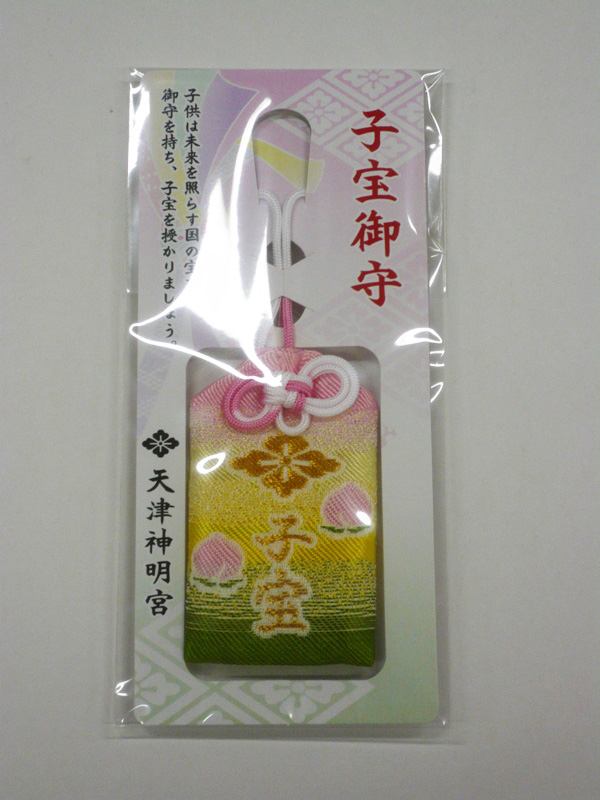 子宝御守
子供は未来を照らす国の宝
御守を持ち、子宝を授かりましょう。
天津神明宮
子宝